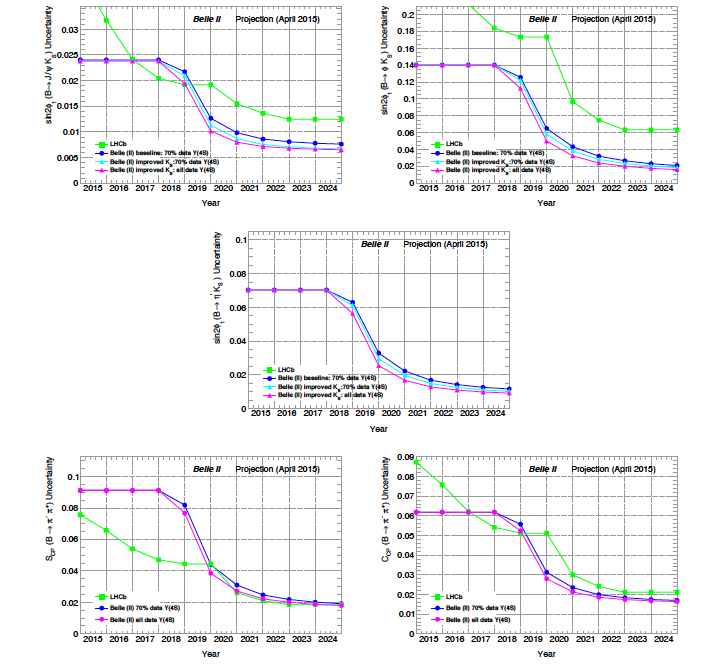 Belle II Projection (April 2015)
sin2ϕ1 (B→ J/ψ KS) Uncertainty
0.03
0.025
0.02
0.015
0.01
0.005
0
LHCb
Belle (II) baseline: 70% data Y(4S)
Belle (II) improved KS:70% data Y(4S)
Belle (II) improved KS: all data Y(4S)
2015 2016 2017 2018 2019 2020 2021 2022 2023 2024
Year
Belle II Projection (April 2015)
sin2ϕ1 (B→ ϕ KS) Uncertainty
0.2
0.18
0.16
0.14
0.12
0.1
0.08
0.06
0.04
0.02
0
LHCb
Belle (II) baseline: 70% data Y(4S)
Belle (II) improved KS:70% data Y(4S)
Belle (II) improved KS: all data Y(4S)
2015 2016 2017 2018 2019 2020 2021 2022 2023 2024
Year
Belle II Projection (April 2015)
sin2ϕ1 (B→ η' KS) Uncertainty
0.1
0.08
0.06
0.04
0.02
0
LHCb
Belle (II) baseline: 70% data Y(4S)
Belle (II) improved KS:70% data Y(4S)
Belle (II) improved KS: all data Y(4S)
2015 2016 2017 2018 2019 2020 2021 2022 2023 2024
Year
Belle II Projection (April 2015)
SCP (B→ π- π+) Uncertainty
0.1
0.08
0.06
0.04
0.02
0
LHCb
Belle (II) 70% data Y(4S)
Belle (II) all data Y(4S)
2015 2016 2017 2018 2019 2020 2021 2022 2023 2024
Year
Belle II Projection (April 2015)
CCP (B→ π- π+) Uncertainty
0.09
0.08
0.07
0.06
0.05
0.04
0.03
0.02
0.01
0
LHCb
Belle (II) 70% data Y(4S)
Belle (II) all data Y(4S)
2015 2016 2017 2018 2019 2020 2021 2022 2023 2024
Year